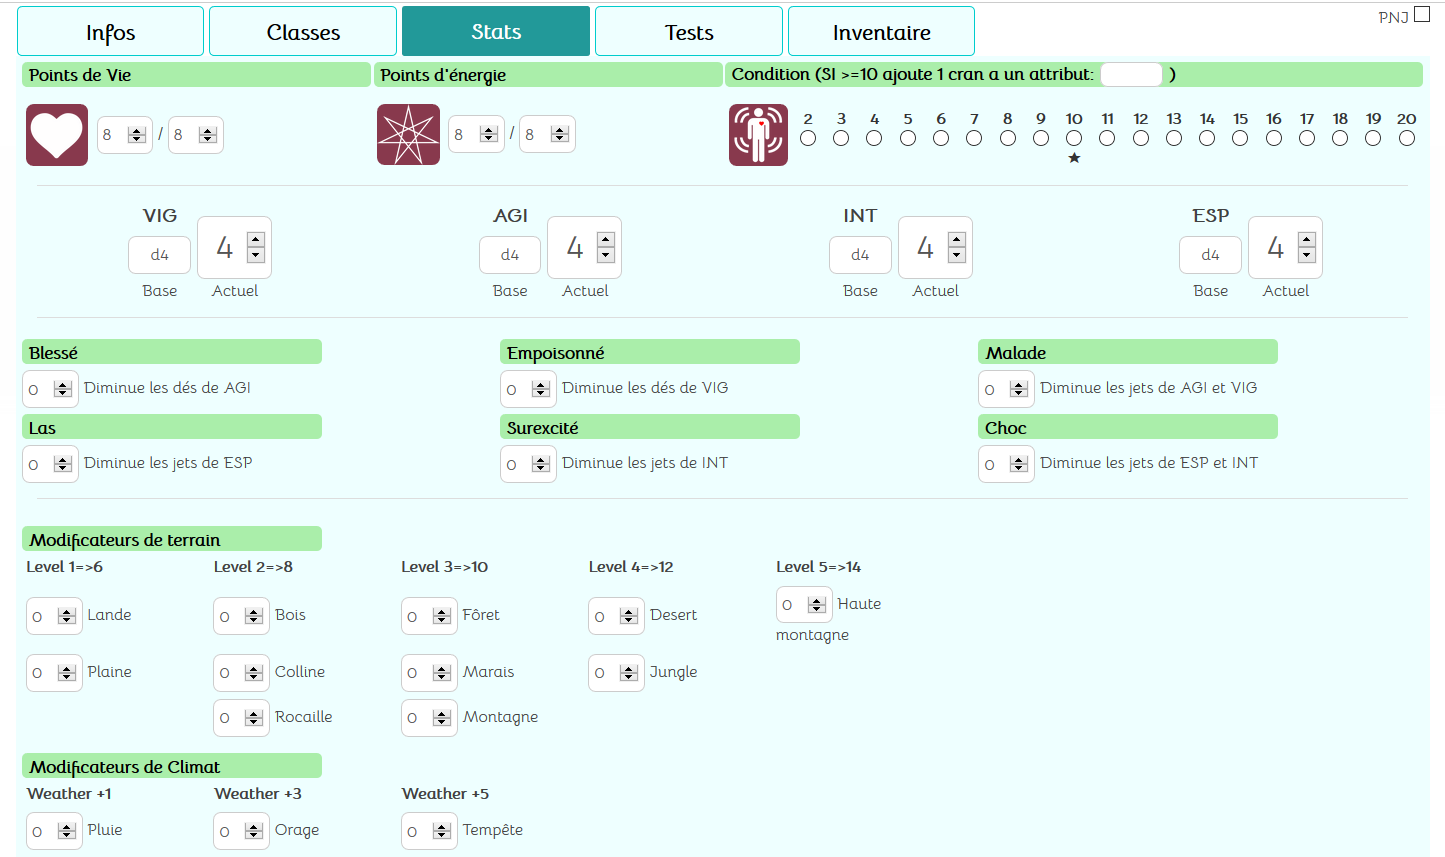 Infos Classes Stats Tests Inventaire PNJ
Points de Vie Points d'énergie Condition (SI >=10 ajoute 1 cran a un attribut: )
2 3 4 5 6 7 8 9 10 11 12 13 14 15 16 17 18 19 20
8 / 8 8 / 8
★
VIG AGI INT ESP
d4 4 d4 4 d4 4 d4 4
Base Actuel Base Actuel Base Actuel Base Actuel
Blessé Empoisonné Malade
0 Diminue les dés de AGI 0 Diminue les dés de VIG 0 Diminue les jets de AGI et VIG
Las Surexcité Choc
0 Diminue les jets de ESP 0 Diminue les jets de INT 0 Diminue les jets de ESP et INT
Modificateurs de terrain
Level 1=>6 Level 2=>8 Level 3=>10 Level 4=>12 Level 5=>14
0 Lande 0 Bois 0 Fôret 0 Desert 0 Haute
montagne
0 Plaine 0 Colline 0 Marais 0 Jungle
0 Rocaille 0 Montagne
Modificateurs de Climat
Weather +1 Weather +3 Weather +5
0 Pluie 0 Orage 0 Tempête